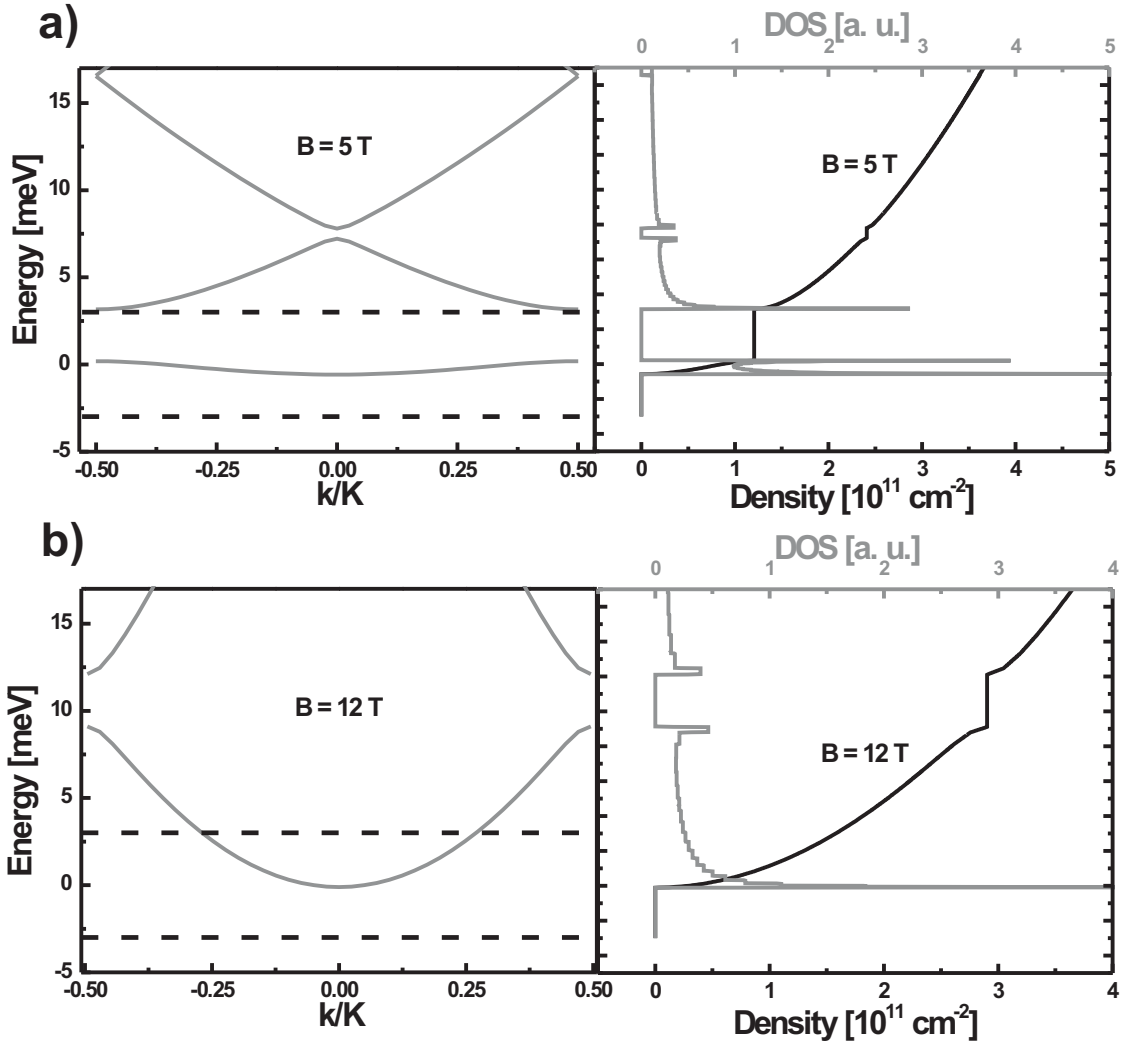 a)
DOS [a. u.]
0 1 2 3 4 5
15
10
5
0
-5
Energy [meV]
B = 5 T
B = 5 T
-0.50 -0.25 0.00 0.25 0.50
0 1 2 3 4 5
k/K
Density [10¹¹ cm⁻²]
b)
DOS [a. u.]
0 1 2 3 4
15
10
5
0
-5
Energy [meV]
B = 12 T
B = 12 T
-0.50 -0.25 0.00 0.25 0.50
0 1 2 3 4
k/K
Density [10¹¹ cm⁻²]